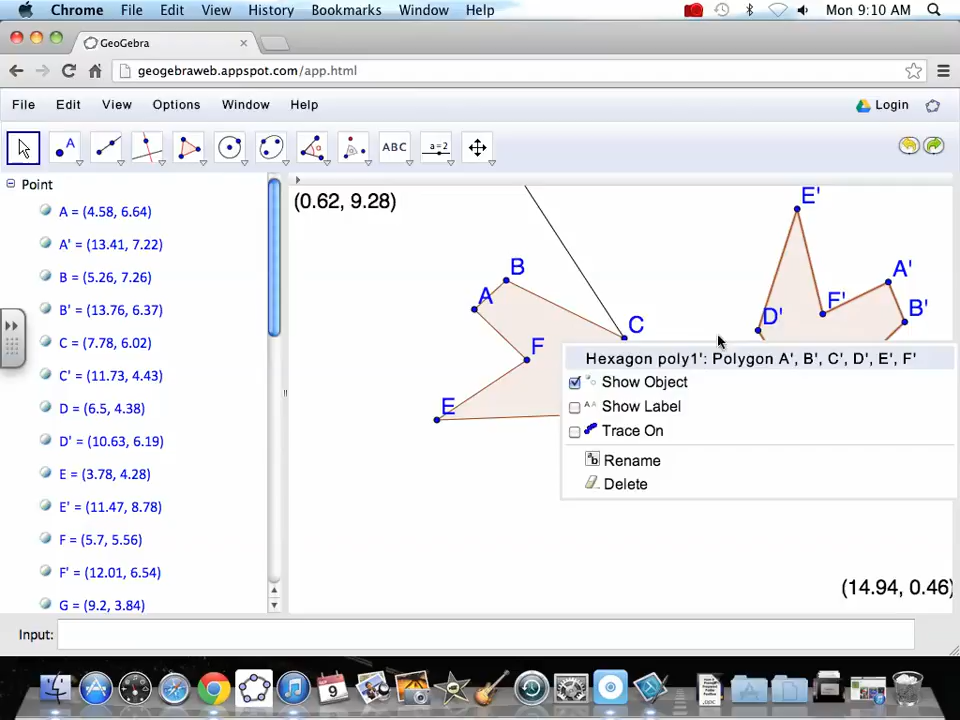 Chrome File Edit View History Bookmarks Window Help Mon 9:10 AM
GeoGebra
geogebraweb.appspot.com/app.html
File Edit View Options Window Help Login
A ABC a=2
Point
A = (4.58, 6.64)
A' = (13.41, 7.22)
B = (5.26, 7.26)
B' = (13.76, 6.37)
C = (7.78, 6.02)
C' = (11.73, 4.43)
D = (6.5, 4.38)
D' = (10.63, 6.19)
E = (3.78, 4.28)
E' = (11.47, 8.78)
F = (5.7, 5.56)
F' = (12.01, 6.54)
G = (9.2, 3.84)
(0.62, 9.28)
E'
B
A'
A
F'
B'
D'
C
F
E
Hexagon poly1': Polygon A', B', C', D', E', F'
Show Object
AA Show Label
Trace On
ab Rename
Delete
(14.94, 0.46)
Input:
9